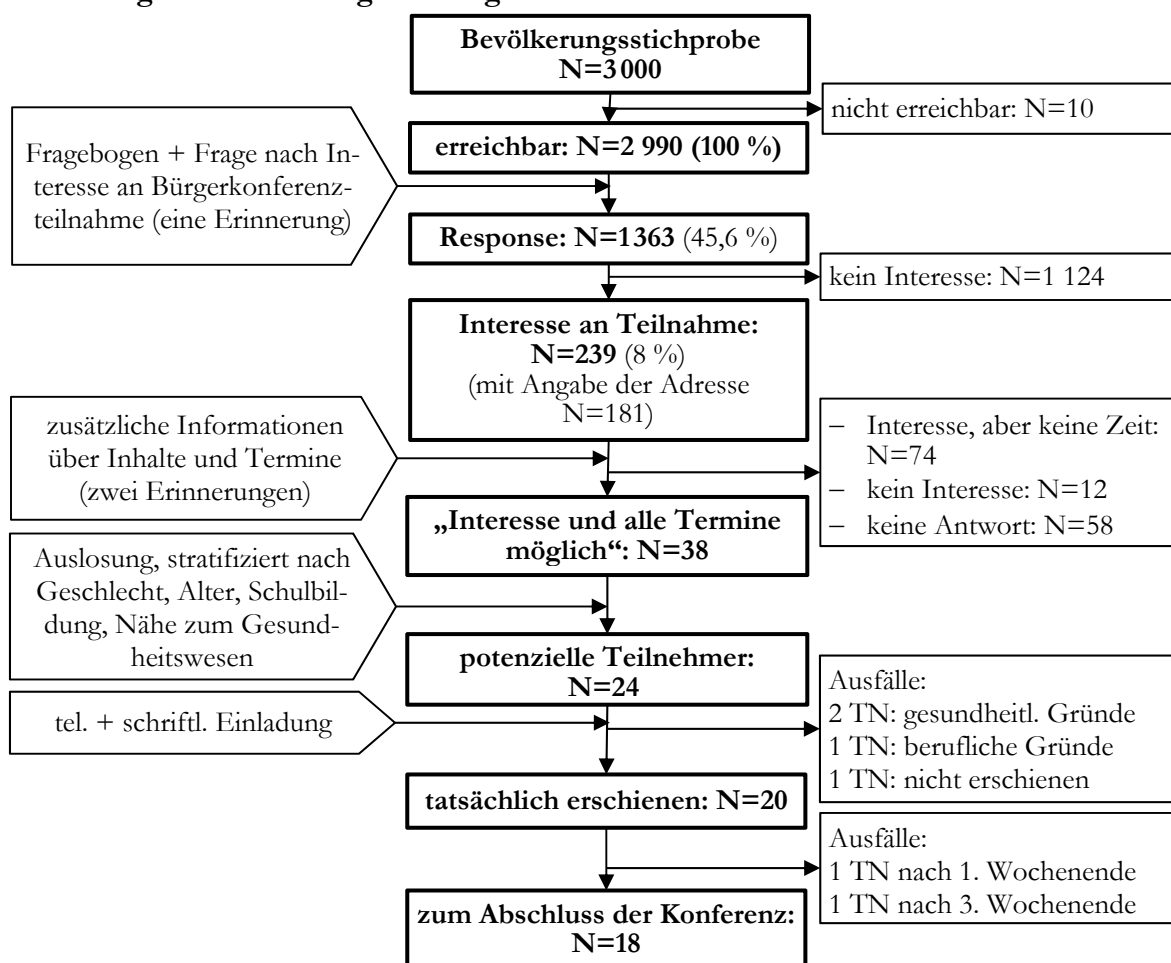 Bevölkerungsstichprobe
N=3000
nicht erreichbar: N=10
erreichbar: N=2 990 (100 %)
Fragebogen + Frage nach In-
teresse an Bürgerkonferenz-
teilnahme (eine Erinnerung)
Response: N=1363 (45,6 %)
kein Interesse: N=1 124
Interesse an Teilnahme:
N=239 (8 %)
(mit Angabe der Adresse
N=181)
zusätzliche Informationen
über Inhalte und Termine
(zwei Erinnerungen)
– Interesse, aber keine Zeit:
N=74
– kein Interesse: N=12
– keine Antwort: N=58
„Interesse und alle Termine
möglich“: N=38
Auslosung, stratifiziert nach
Geschlecht, Alter, Schulbil-
dung, Nähe zum Gesund-
heitswesen
potenzielle Teilnehmer:
N=24
tel. + schriftl. Einladung
Ausfälle:
2 TN: gesundheitl. Gründe
1 TN: berufliche Gründe
1 TN: nicht erschienen
tatsächlich erschienen: N=20
Ausfälle:
1 TN nach 1. Wochenende
1 TN nach 3. Wochenende
zum Abschluss der Konferenz:
N=18